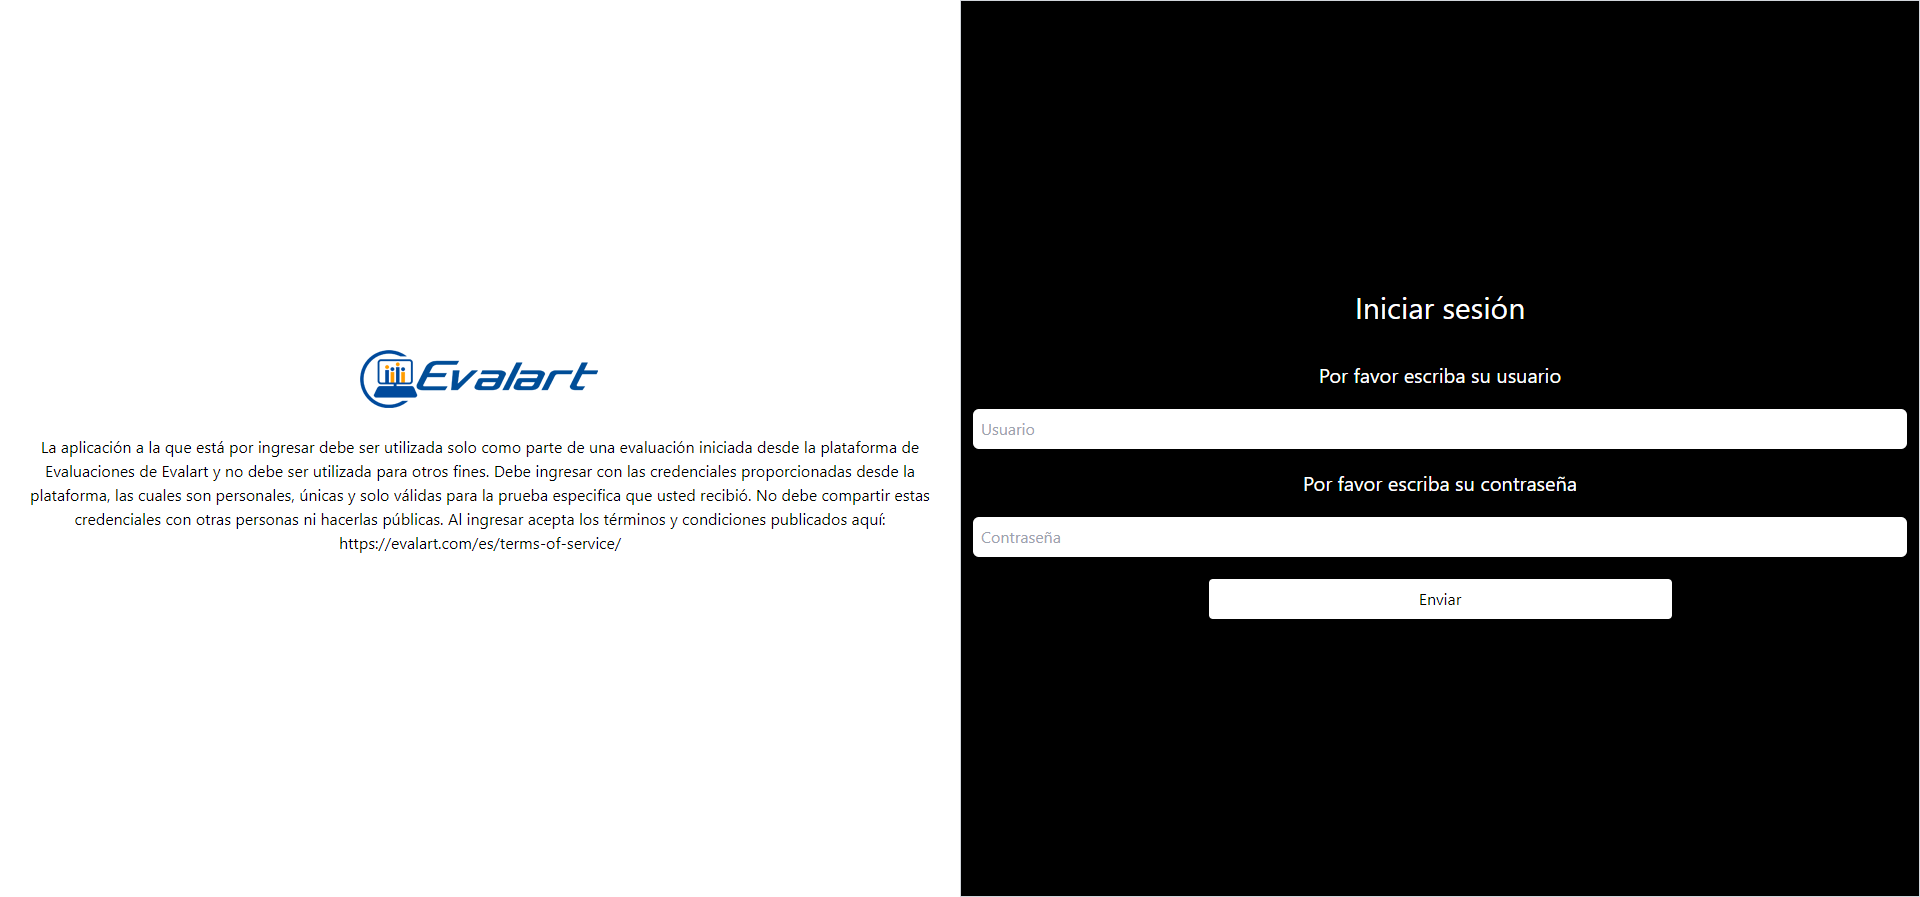 Evalart
La aplicación a la que está por ingresar debe ser utilizada solo como parte de una evaluación iniciada desde la plataforma de
Evaluaciones de Evalart y no debe ser utilizada para otros fines. Debe ingresar con las credenciales proporcionadas desde la
plataforma, las cuales son personales, únicas y solo válidas para la prueba especifica que usted recibió. No debe compartir estas
credenciales con otras personas ni hacerlas públicas. Al ingresar acepta los términos y condiciones publicados aquí:
https://evalart.com/es/terms-of-service/
Iniciar sesión
Por favor escriba su usuario
Usuario
Por favor escriba su contraseña
Contraseña
Enviar